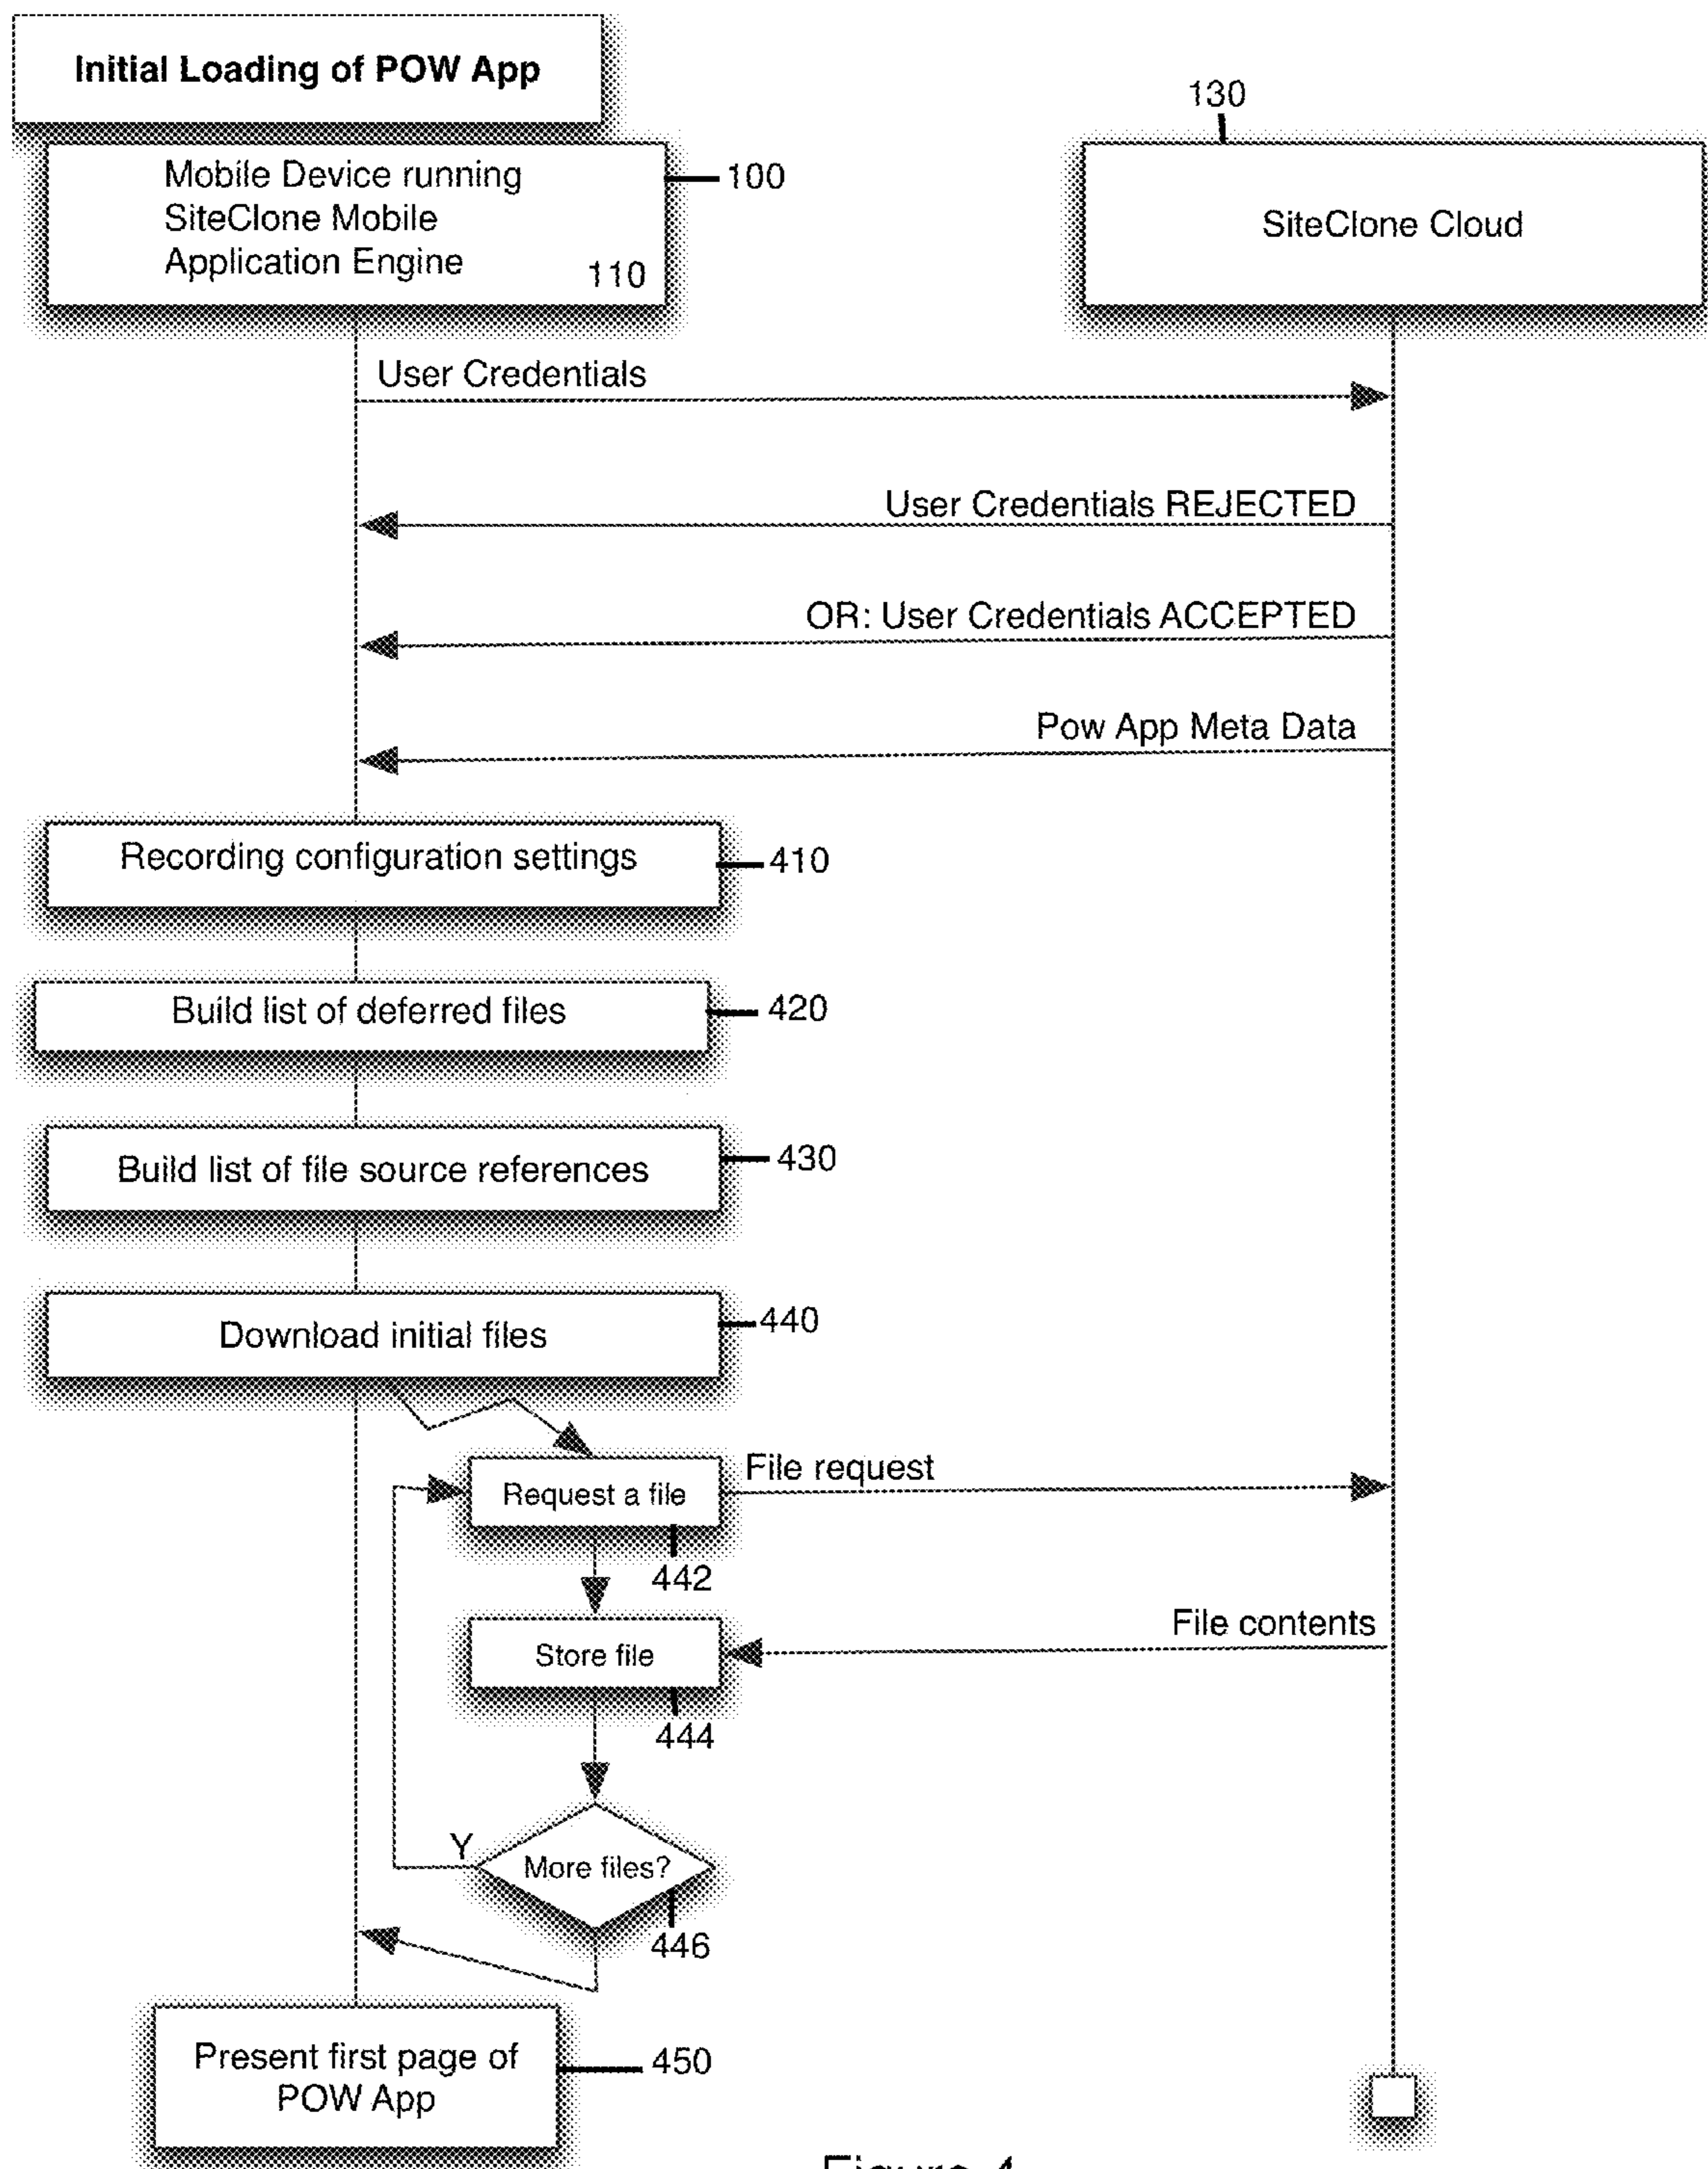 Initial Loading of POW App
130
Mobile Device running
SiteClone Mobile
Application Engine
100
110
SiteClone Cloud
User Credentials
User Credentials REJECTED
OR: User Credentials ACCEPTED
Pow App Meta Data
Recording configuration settings
410
Build list of deferred files
420
Build list of file source references
430
Download initial files
440
Request a file
File request
442
File contents
Store file
444
Y
More files?
446
Present first page of
POW App
450
Figure 4